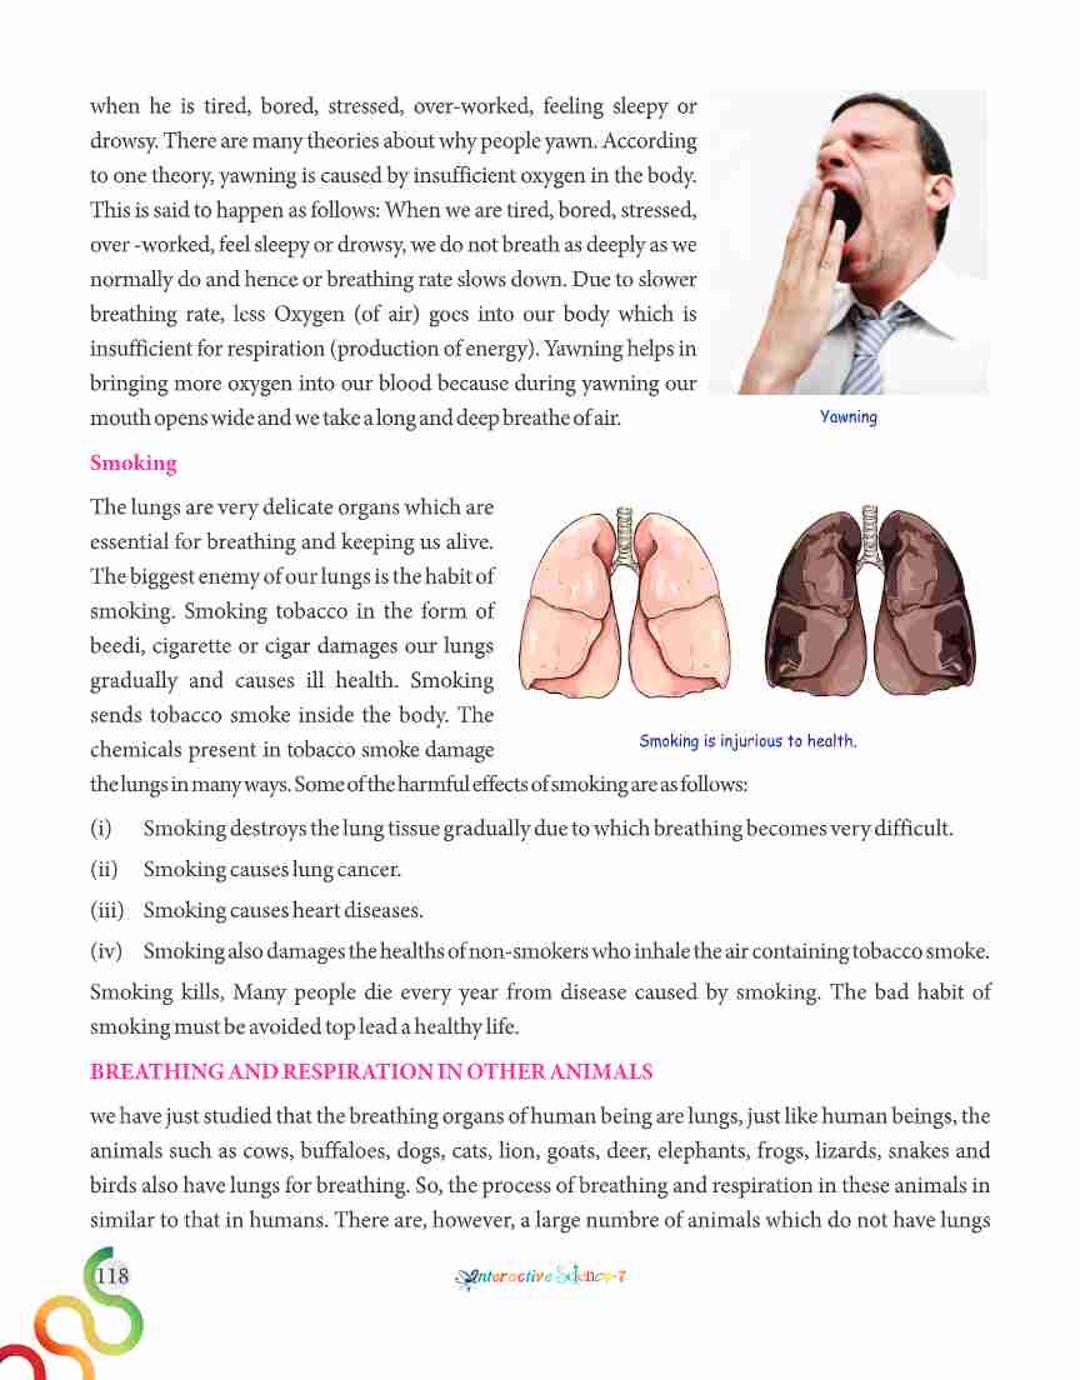 when he is tired, bored, stressed, over-worked, feeling sleepy or
drowsy. There are many theories about why people yawn. According
to one theory, yawning is caused by insufficient oxygen in the body.
This is said to happen as follows: When we are tired, bored, stressed,
over -worked, feel sleepy or drowsy, we do not breath as deeply as we
normally do and hence or breathing rate slows down. Due to slower
breathing rate, less Oxygen (of air) goes into our body which is
insufficient for respiration (production of energy). Yawning helps in
bringing more oxygen into our blood because during yawning our
mouth opens wide and we take a long and deep breathe of air.
Yawning
Smoking
The lungs are very delicate organs which are
essential for breathing and keeping us alive.
The biggest enemy of our lungs is the habit of
smoking. Smoking tobacco in the form of
beedi, cigarette or cigar damages our lungs
gradually and causes ill health. Smoking
sends tobacco smoke inside the body. The
chemicals present in tobacco smoke damage
Smoking is injurious to health.
the lungs in many ways. Some of the harmful effects of smoking are as follows:
(i) Smoking destroys the lung tissue gradually due to which breathing becomes very difficult.
(ii) Smoking causes lung cancer.
(iii) Smoking causes heart diseases.
(iv) Smoking also damages the healths of non-smokers who inhale the air containing tobacco smoke.
Smoking kills, Many people die every year from disease caused by smoking. The bad habit of
smoking must be avoided top lead a healthy life.
BREATHING AND RESPIRATION IN OTHER ANIMALS
we have just studied that the breathing organs of human being are lungs, just like human beings, the
animals such as cows, buffaloes, dogs, cats, lion, goats, deer, elephants, frogs, lizards, snakes and
birds also have lungs for breathing. So, the process of breathing and respiration in these animals in
similar to that in humans. There are, however, a large numbre of animals which do not have lungs
118
Interactive Science-7